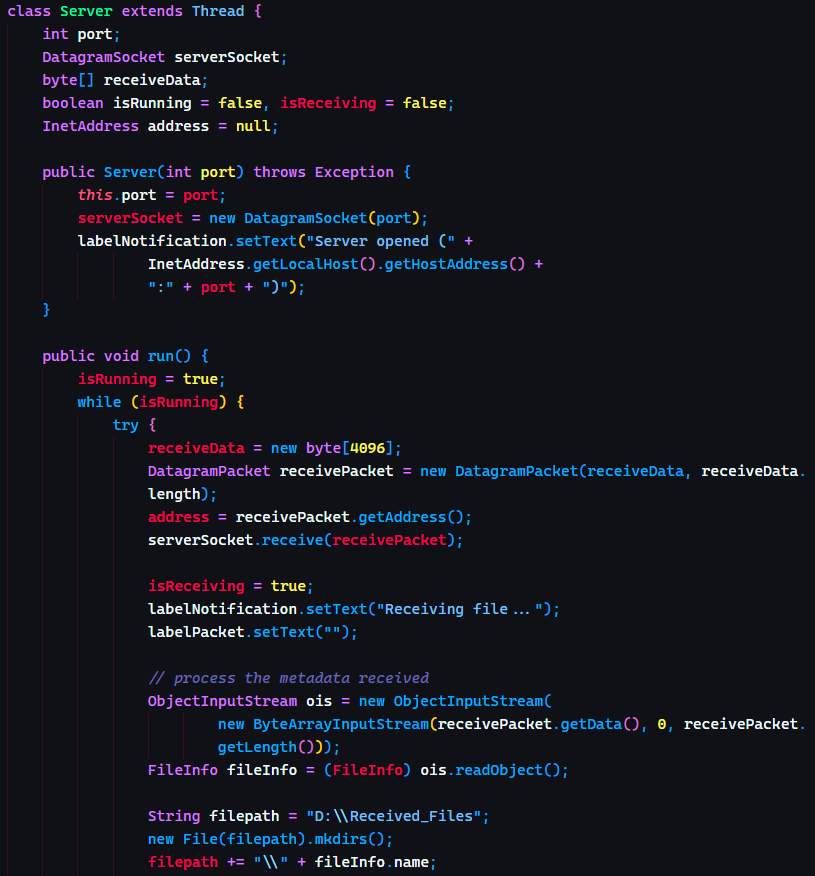 class Server extends Thread {
int port;
DatagramSocket serverSocket;
byte[] receiveData;
boolean isRunning = false, isReceiving = false;
InetAddress address = null;
public Server(int port) throws Exception {
this.port = port;
serverSocket = new DatagramSocket(port);
labelNotification.setText("Server opened (" +
InetAddress.getLocalHost().getHostAddress() +
":" + port + ")");
}
public void run() {
isRunning = true;
while (isRunning) {
try {
receiveData = new byte[4096];
DatagramPacket receivePacket = new DatagramPacket(receiveData, receiveData.
length);
address = receivePacket.getAddress();
serverSocket.receive(receivePacket);
isReceiving = true;
labelNotification.setText("Receiving file...");
labelPacket.setText("");
// process the metadata received
ObjectInputStream ois = new ObjectInputStream(
new ByteArrayInputStream(receivePacket.getData(), 0, receivePacket.
getLength()));
FileInfo fileInfo = (FileInfo) ois.readObject();
String filepath = "D:\\Received_Files";
new File(filepath).mkdirs();
filepath += "\\" + fileInfo.name;